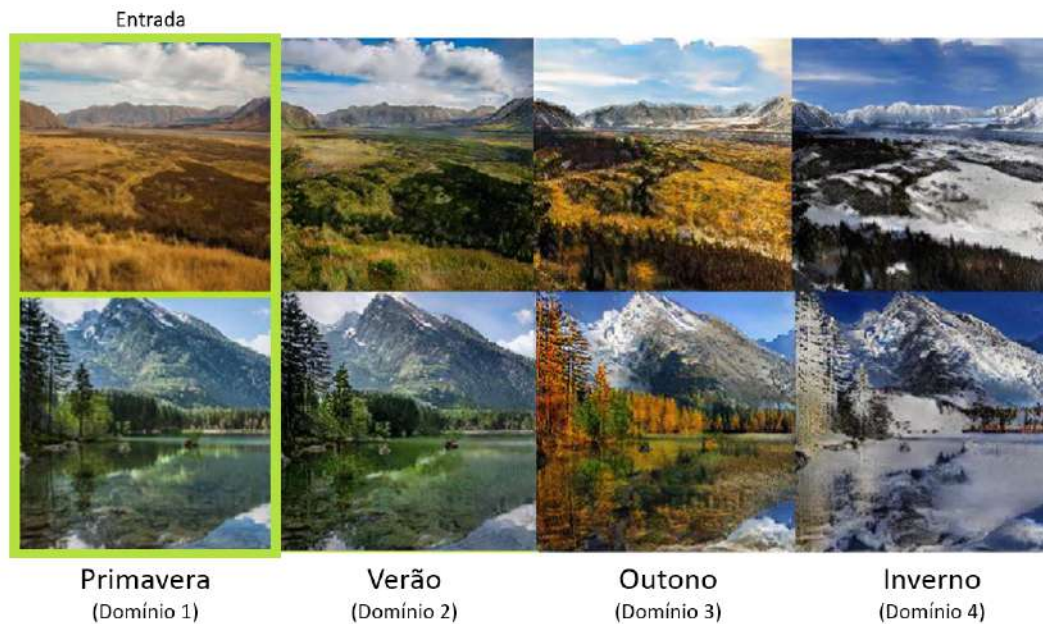 Entrada
Primavera
(Domínio 1)
Verão
(Domínio 2)
Outono
(Domínio 3)
Inverno
(Domínio 4)